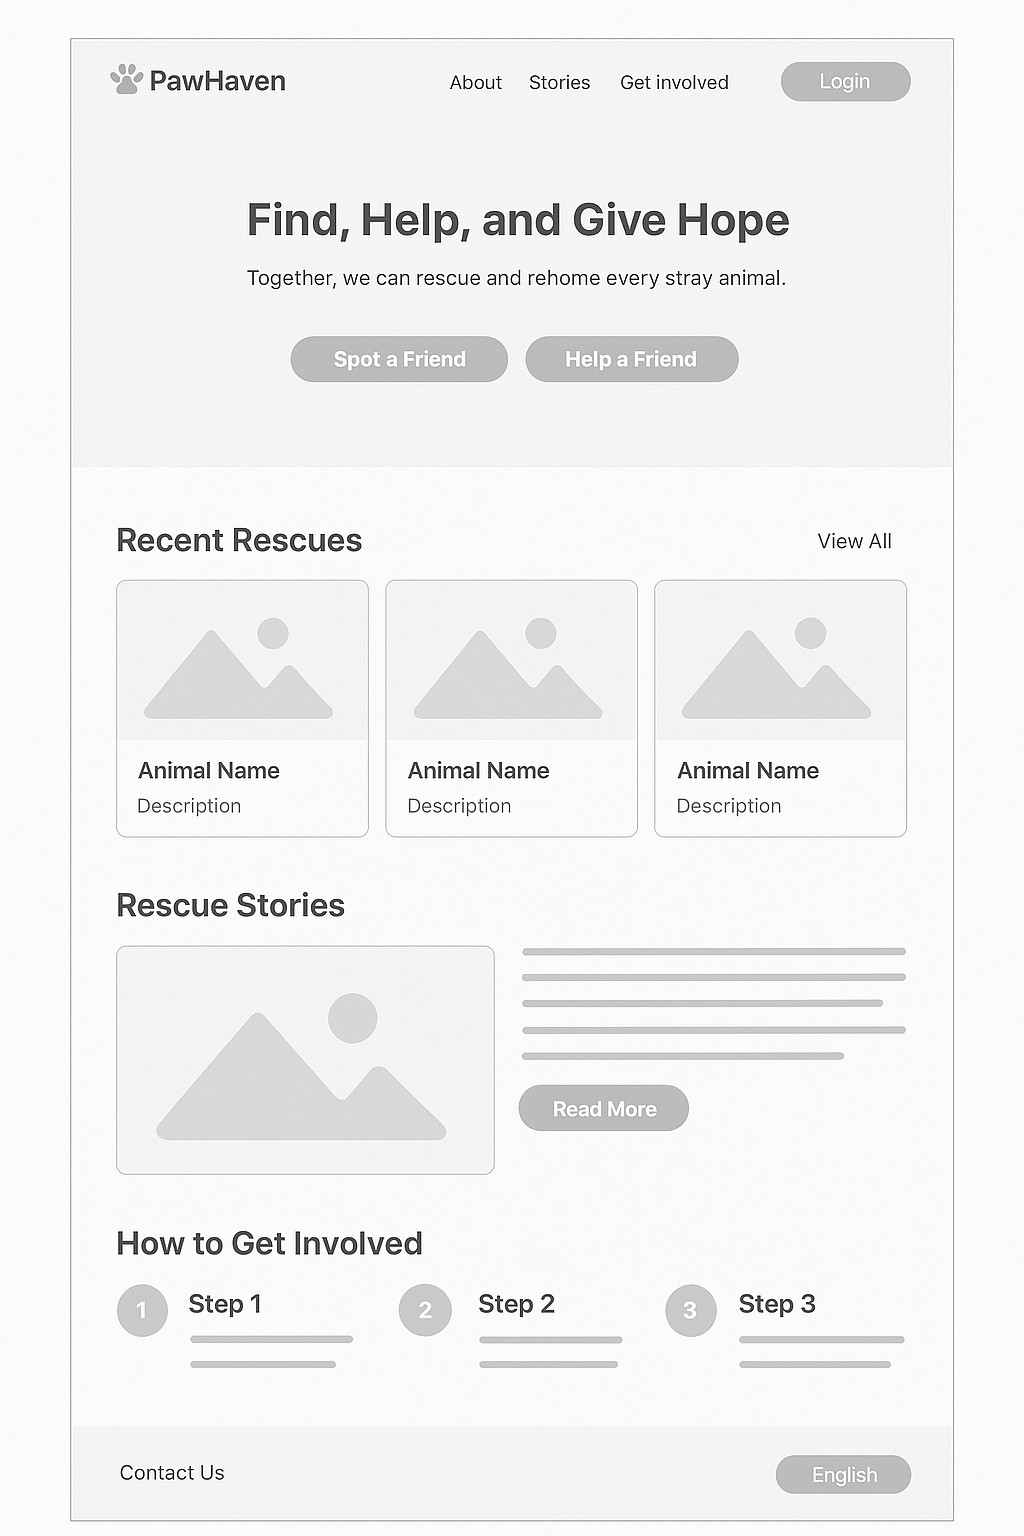 PawHaven
About
Stories
Get involved
Login
Find, Help, and Give Hope
Together, we can rescue and rehome every stray animal.
Spot a Friend
Help a Friend
Recent Rescues
View All
Animal Name
Description
Animal Name
Description
Animal Name
Description
Rescue Stories
Read More
How to Get Involved
1
Step 1
2
Step 2
3
Step 3
Contact Us
English